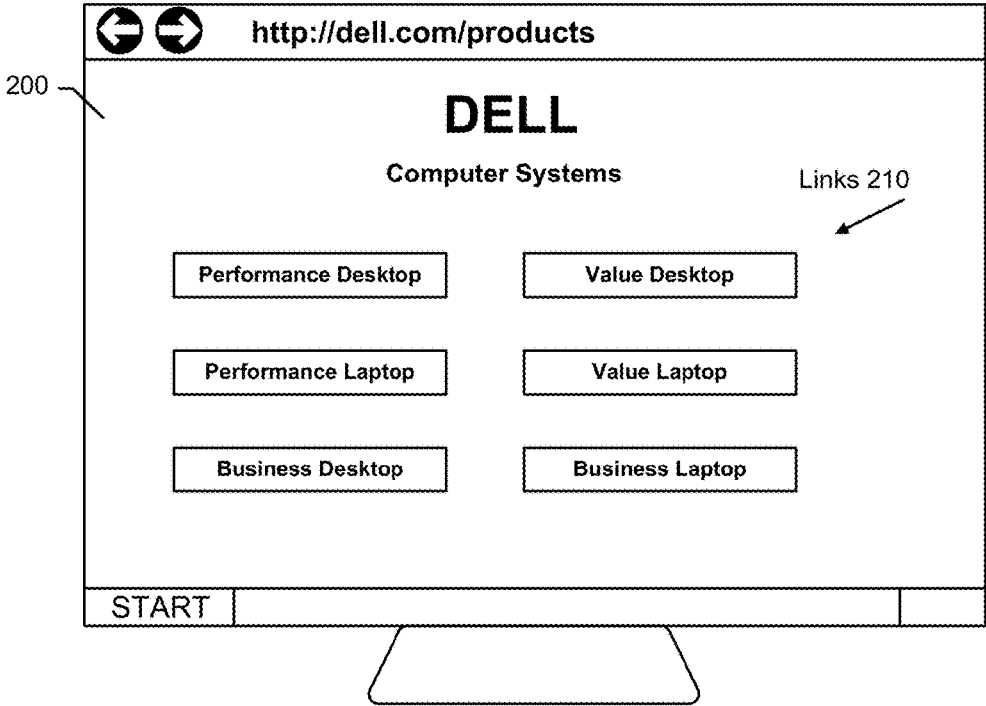 http://dell.com/products
200
DELL
Computer Systems
Links 210
Performance Desktop
Value Desktop
Performance Laptop
Value Laptop
Business Desktop
Business Laptop
START